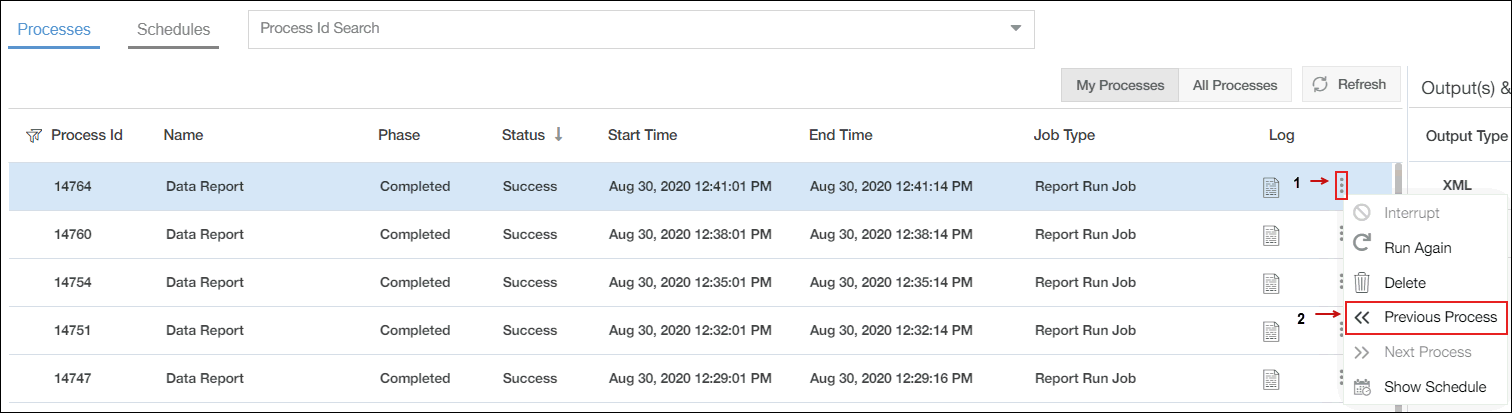 Processes Schedules Process Id Search
My Processes All Processes Refresh Output(s) &
Process Id Name Phase Status Start Time End Time Job Type Log Output Type
14764 Data Report Completed Success Aug 30, 2020 12:41:01 PM Aug 30, 2020 12:41:14 PM Report Run Job 1 XML
Interrupt
14760 Data Report Completed Success Aug 30, 2020 12:38:01 PM Aug 30, 2020 12:38:14 PM Report Run Job
Run Again
14754 Data Report Completed Success Aug 30, 2020 12:35:01 PM Aug 30, 2020 12:35:14 PM Report Run Job
Delete
2 Previous Process
14751 Data Report Completed Success Aug 30, 2020 12:32:01 PM Aug 30, 2020 12:32:14 PM Report Run Job
Next Process
14747 Data Report Completed Success Aug 30, 2020 12:29:01 PM Aug 30, 2020 12:29:16 PM Report Run Job
Show Schedule